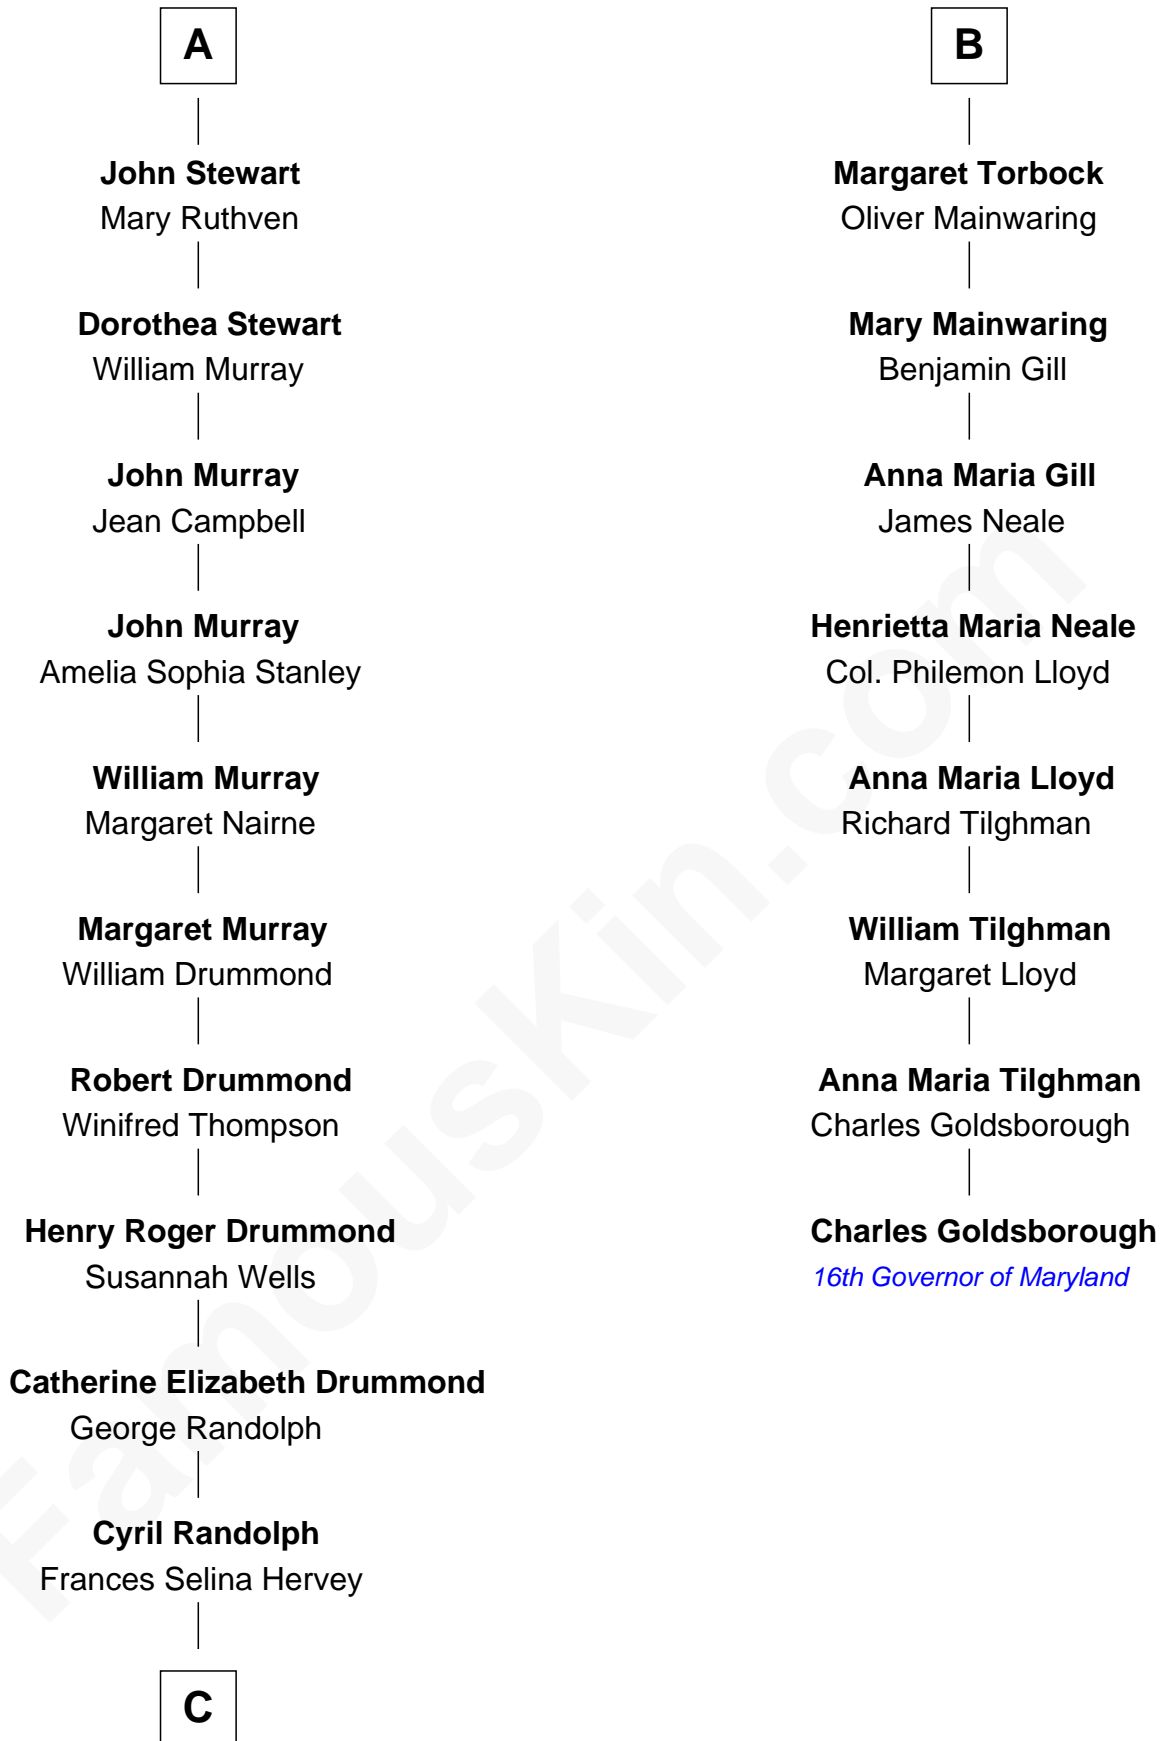 A
John Stewart
Mary Ruthven
Dorothea Stewart
William Murray
John Murray
Jean Campbell
John Murray
Amelia Sophia Stanley
William Murray
Margaret Nairne
Margaret Murray
William Drummond
Robert Drummond
Winifred Thompson
Henry Roger Drummond
Susannah Wells
Catherine Elizabeth Drummond
George Randolph
Cyril Randolph
Frances Selina Hervey
C
B
Margaret Torbock
Oliver Mainwaring
Mary Mainwaring
Benjamin Gill
Anna Maria Gill
James Neale
Henrietta Maria Neale
Col. Philemon Lloyd
Anna Maria Lloyd
Richard Tilghman
William Tilghman
Margaret Lloyd
Anna Maria Tilghman
Charles Goldsborough
Charles Goldsborough
16th Governor of Maryland
FamousKin.com